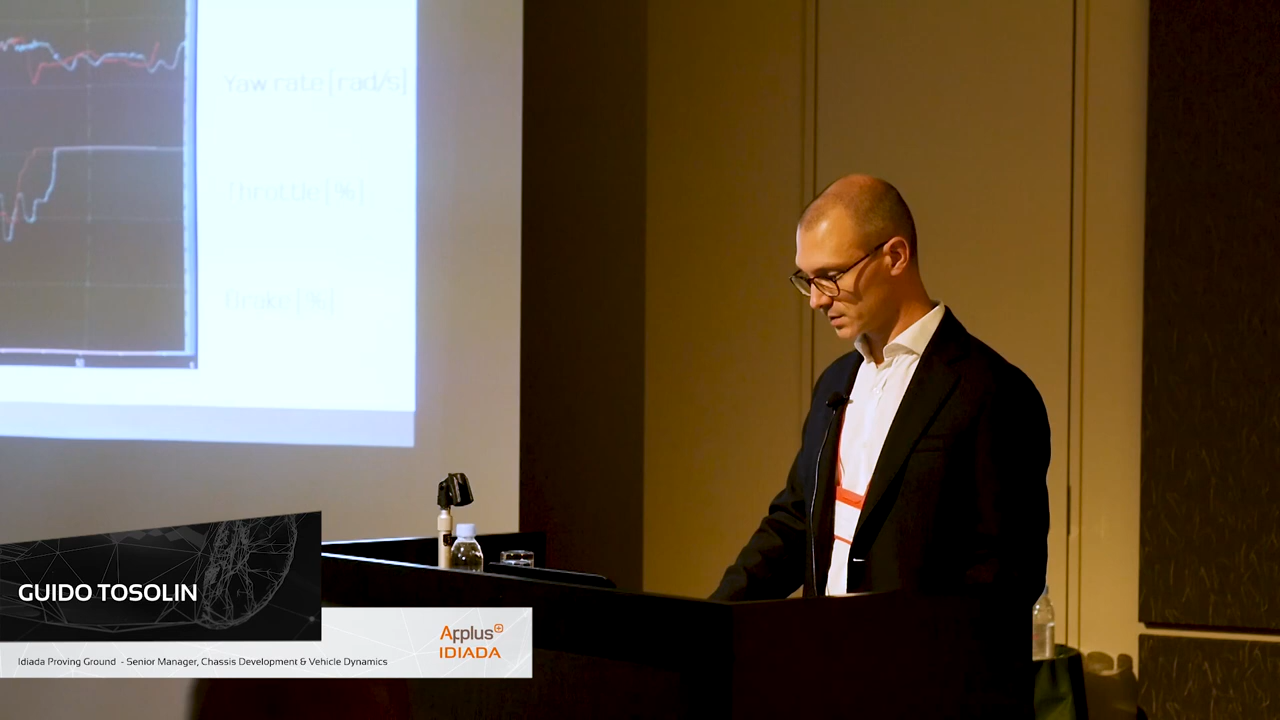 Yaw rate [rad/s]
Throttle [%]
Brake [%]
GUIDO TOSOLIN
Applus+
IDIADA
Idiada Proving Ground - Senior Manager, Chassis Development & Vehicle Dynamics